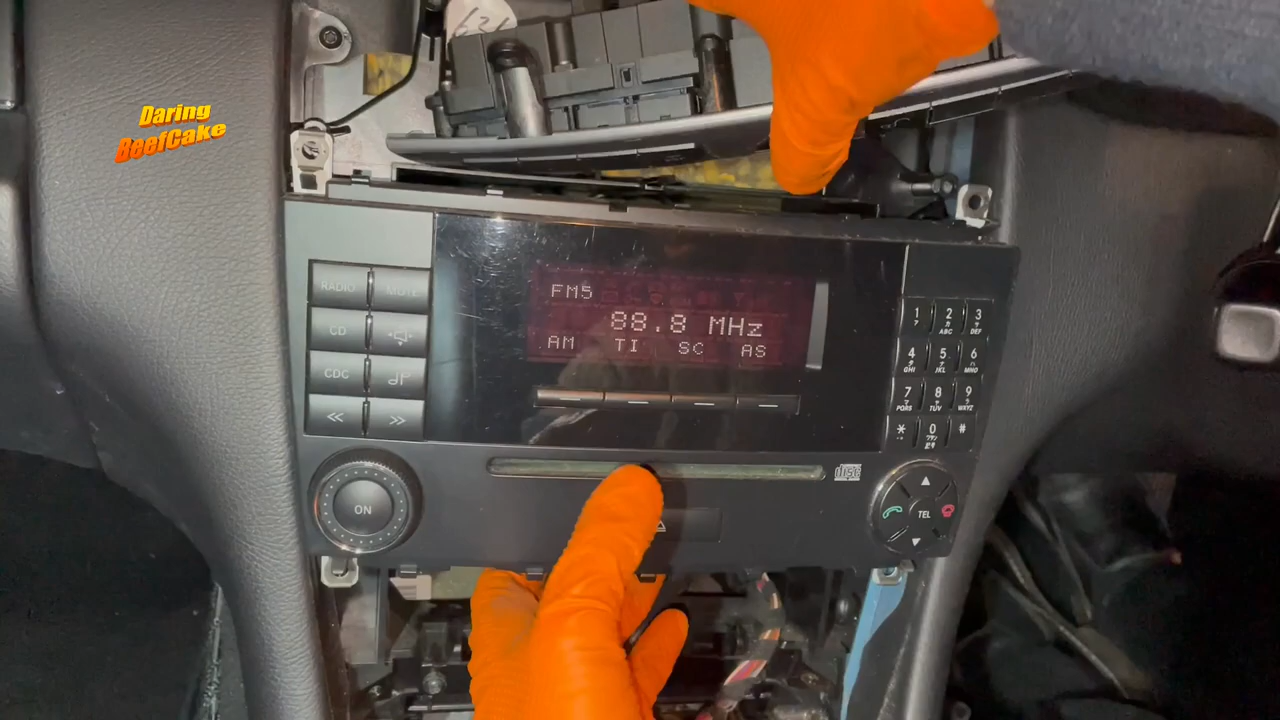 Daring
BeefCake
RADIO
MUTE
CD
CDC
<<
>>
ON
FM5
88.8 MHz
AM TI SC AS
1
2 ABC
3 DEF
4 GHI
5 JKL
6 MNO
7 PQRS
8 TUV
9 WXYZ
*
0
#
disc
TEL